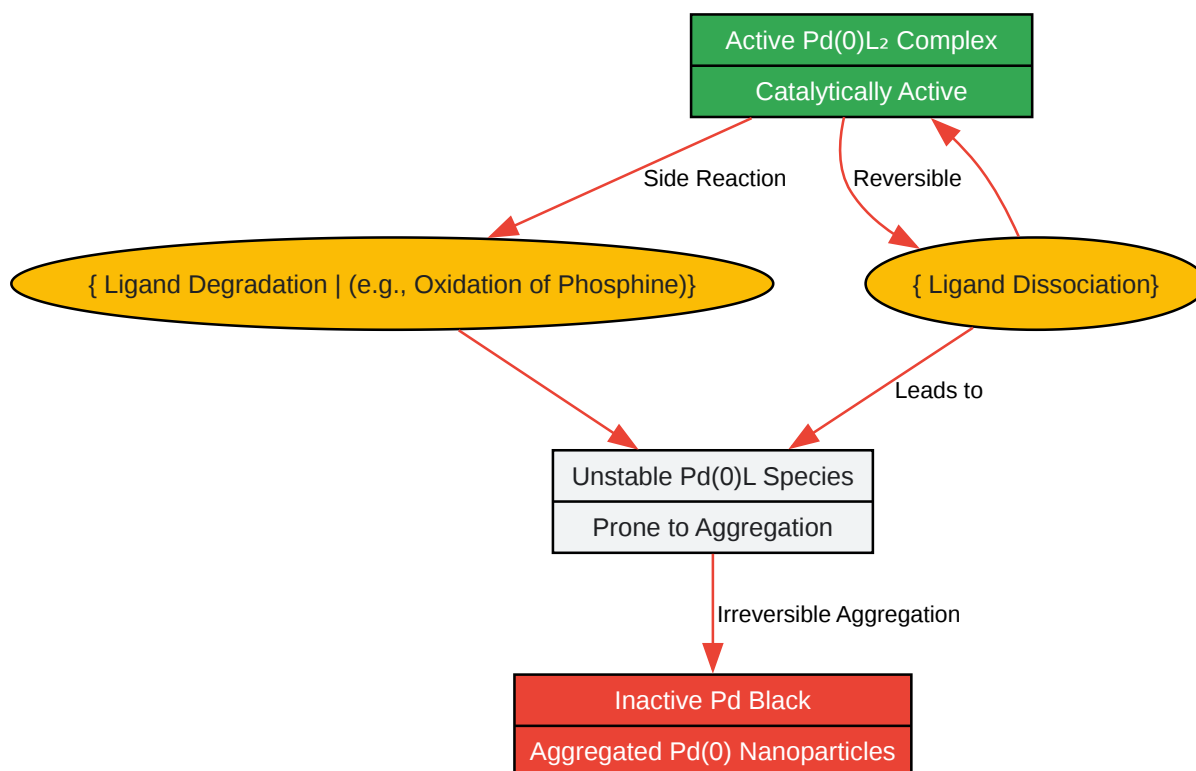 Active Pd(0)L₂ Complex
Catalytically Active
Side Reaction
Reversible
{ Ligand Degradation | (e.g., Oxidation of Phosphine)}
{ Ligand Dissociation}
Leads to
Unstable Pd(0)L Species
Prone to Aggregation
Irreversible Aggregation
Inactive Pd Black
Aggregated Pd(0) Nanoparticles